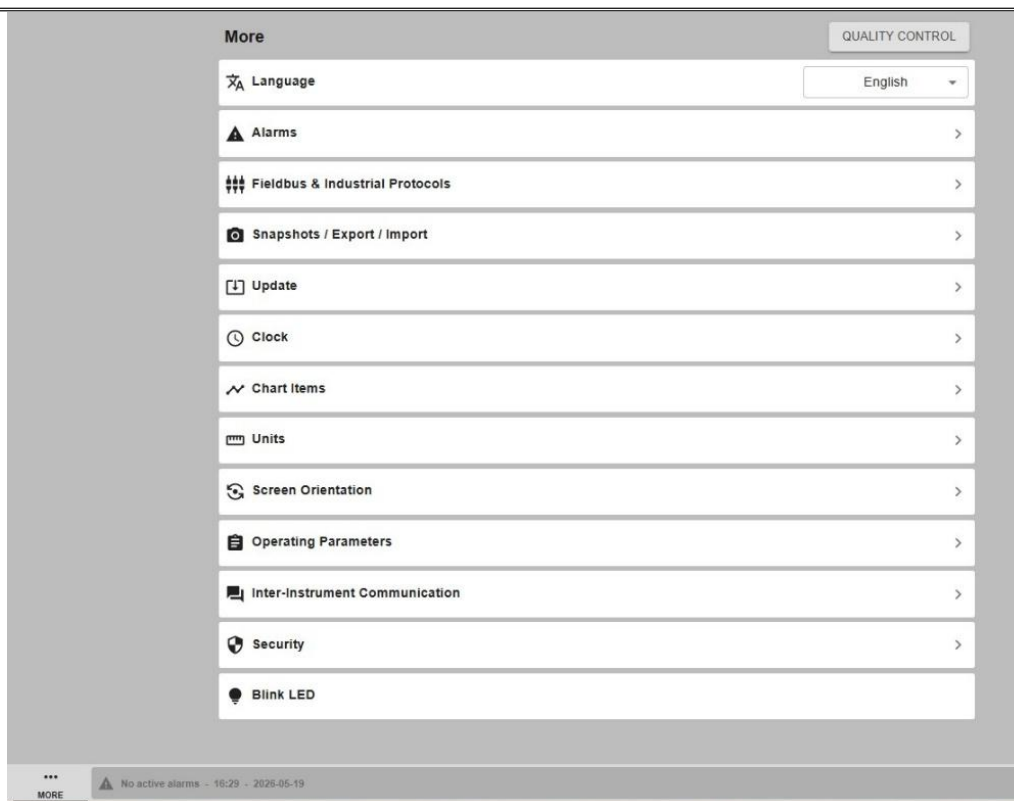 More
QUALITY CONTROL
Language
English
Alarms
Fieldbus & Industrial Protocols
Snapshots / Export / Import
Update
Clock
Chart Items
Units
Screen Orientation
Operating Parameters
Inter-Instrument Communication
Security
Blink LED
MORE
No active alarms - 16:29 - 2026-05-19